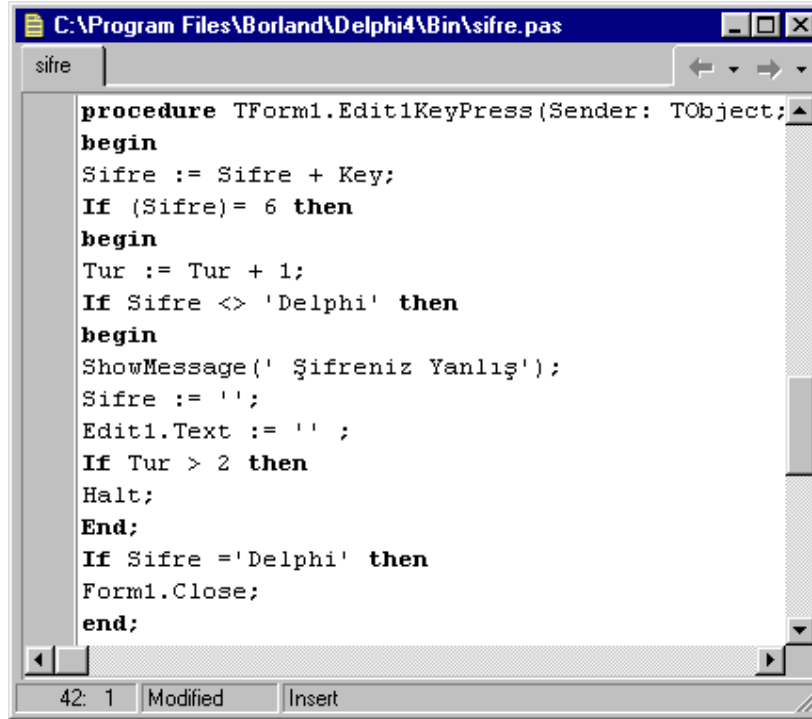 C:\Program Files\Borland\Delphi4\Bin\sifre.pas
sifre
procedure TForm1.Edit1KeyPress(Sender: TObject;
begin
Sifre := Sifre + Key;
If (Sifre)= 6 then
begin
Tur := Tur + 1;
If Sifre <> 'Delphi' then
begin
ShowMessage(' Şifreniz Yanlış');
Sifre := '';
Edit1.Text := '' ;
If Tur > 2 then
Halt;
End;
If Sifre ='Delphi' then
Form1.Close;
end;
42: 1 Modified Insert